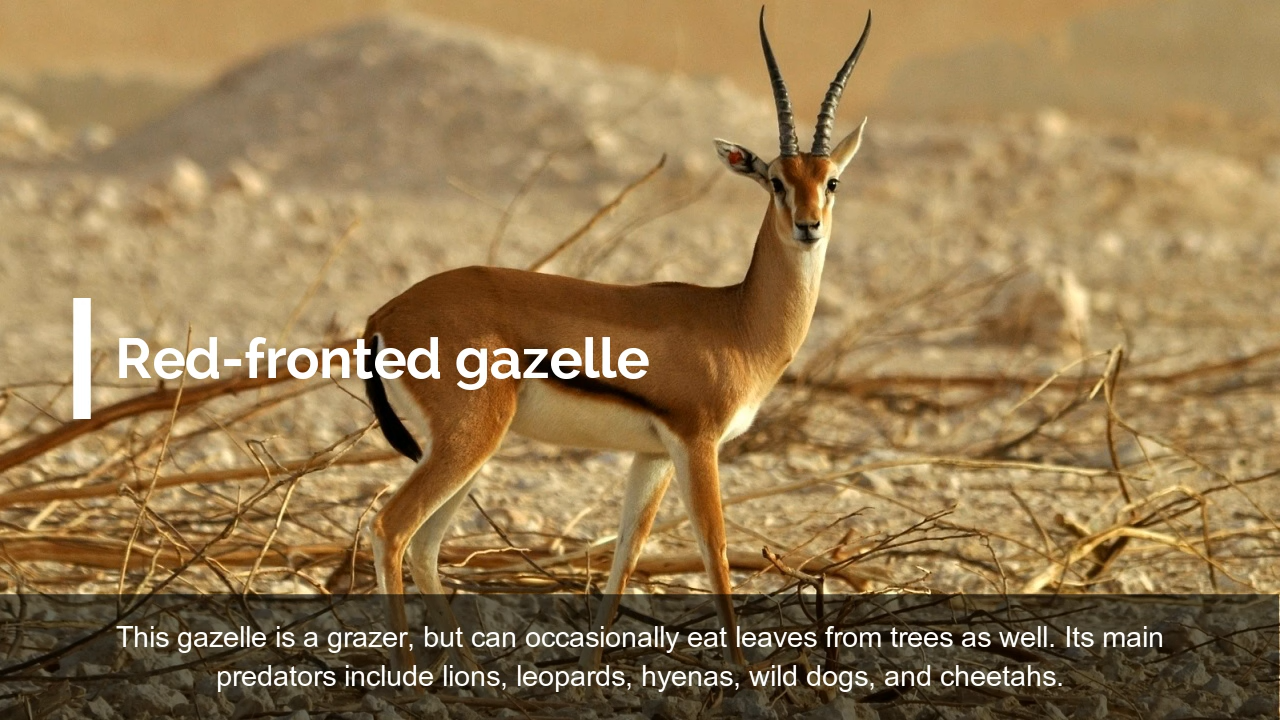 Red-fronted gazelle
This gazelle is a grazer, but can occasionally eat leaves from trees as well. Its main
predators include lions, leopards, hyenas, wild dogs, and cheetahs.